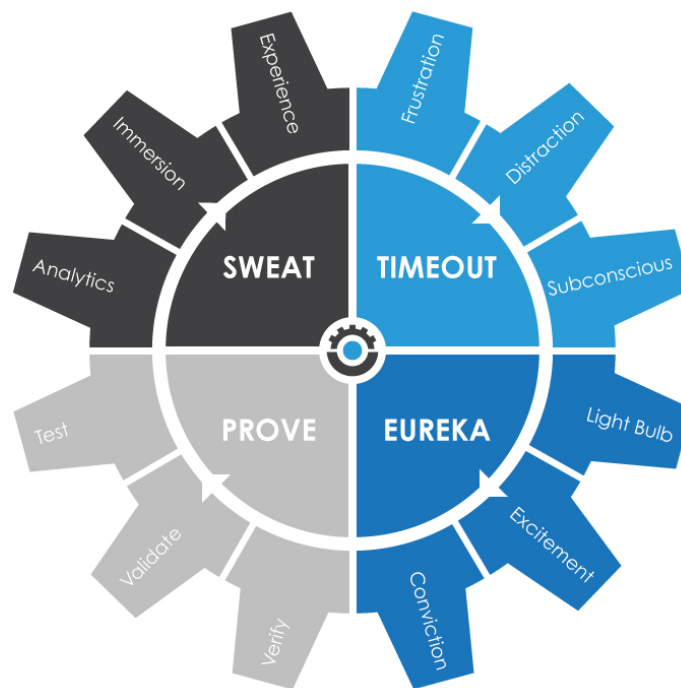 Experience
Frustration
Immersion
Distraction
Analytics
Subconscious
SWEAT
TIMEOUT
PROVE
EUREKA
Test
Light Bulb
Validate
Excitement
Verify
Conviction